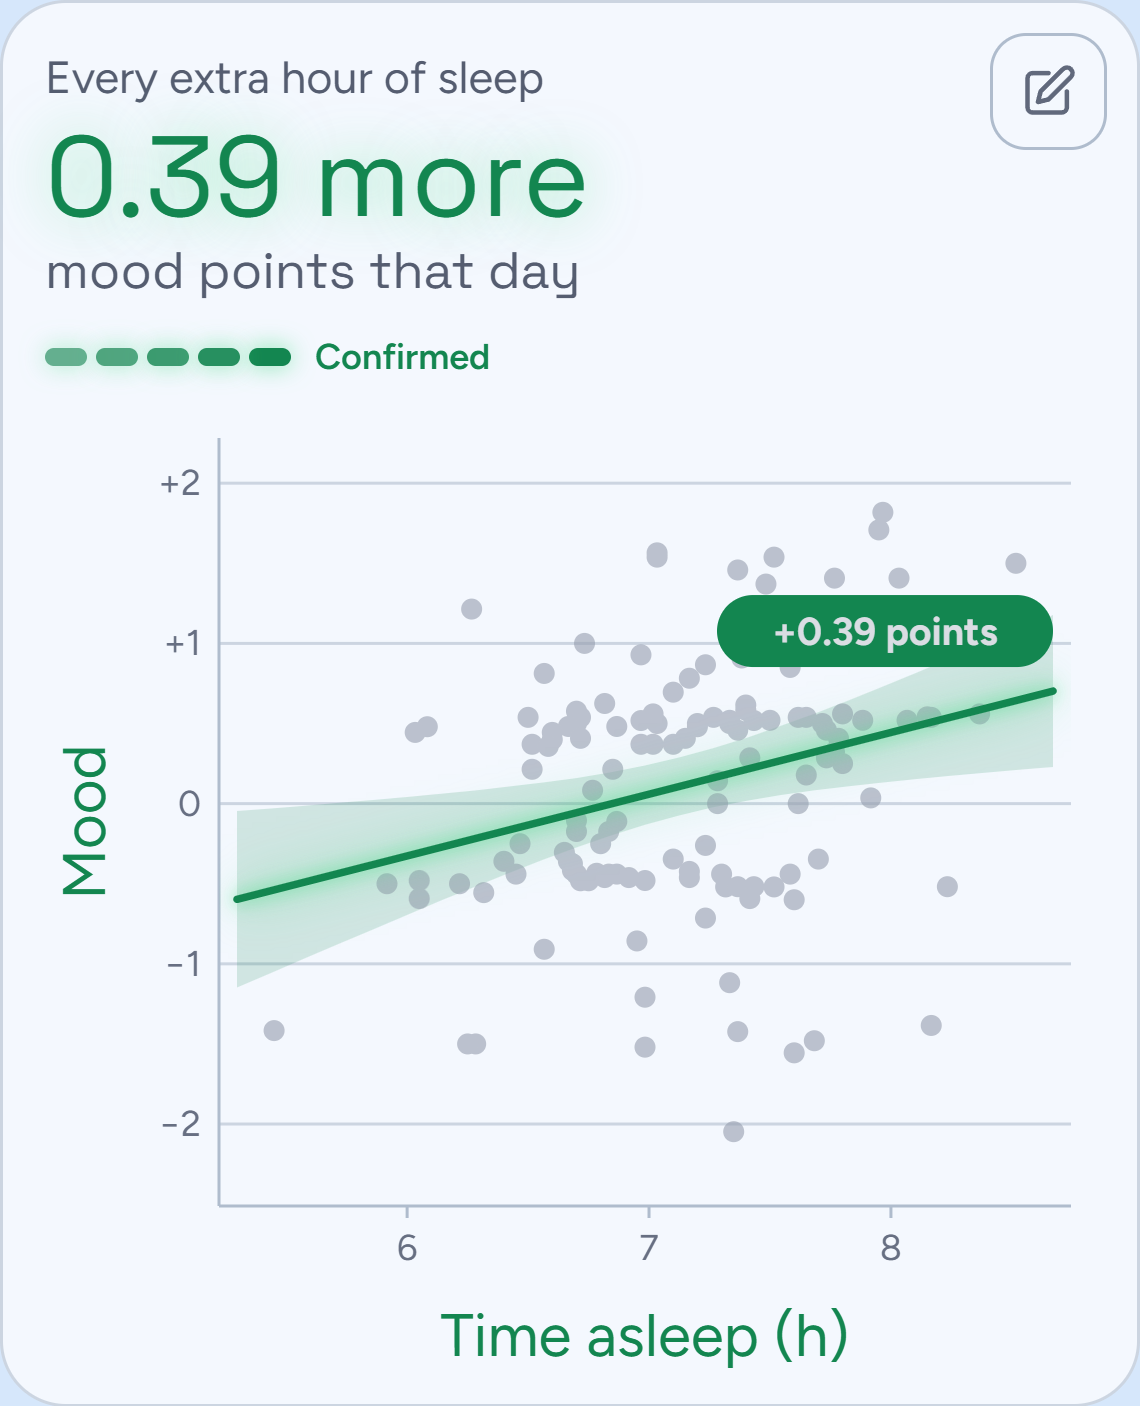 Every extra hour of sleep
0.39 more
mood points that day
Confirmed
+2
+1
0
−1
−2
+0.39 points
Mood
6 7 8
Time asleep (h)